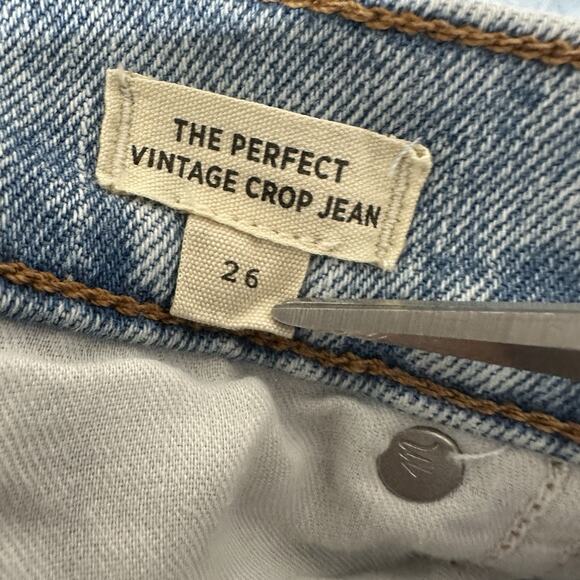 THE PERFECT
VINTAGE CROP JEAN
26
m